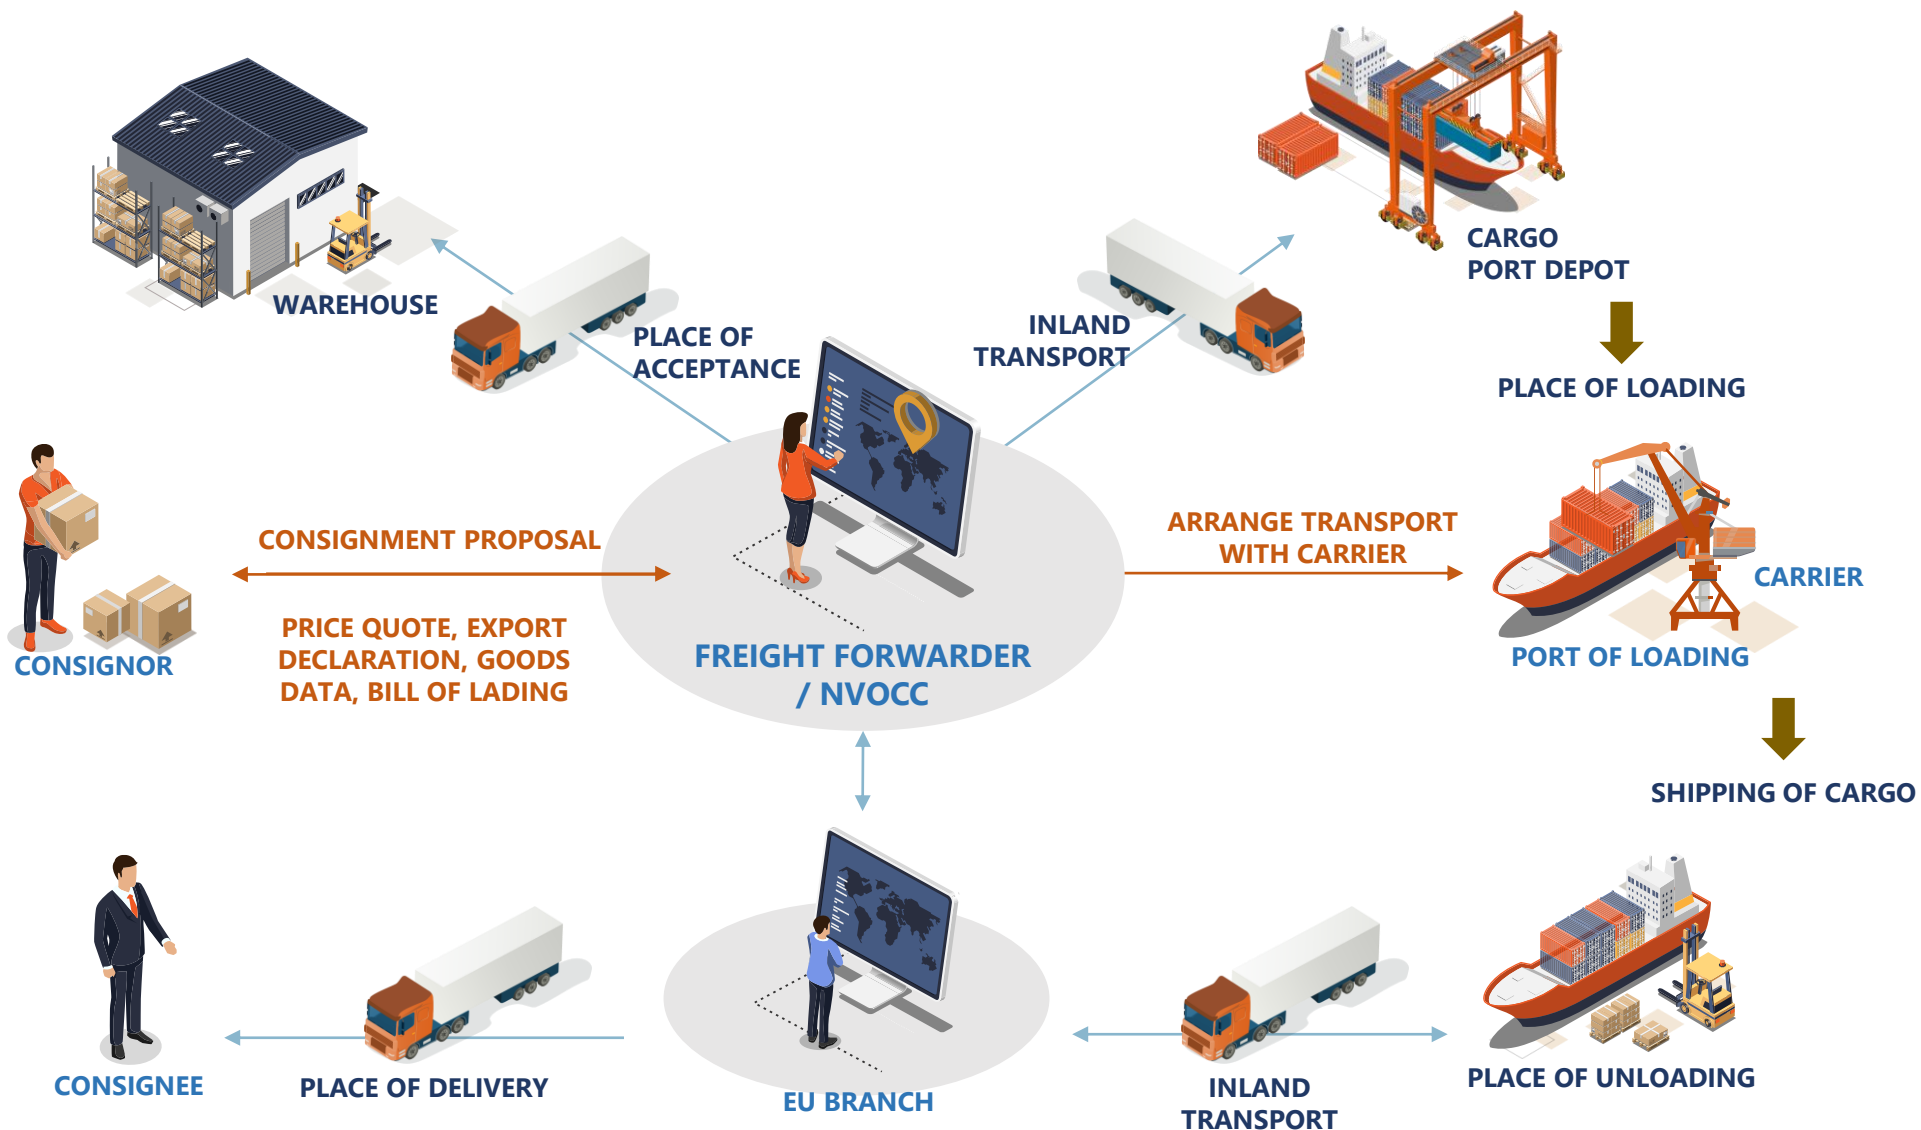 WAREHOUSE
PLACE OF
ACCEPTANCE
INLAND
TRANSPORT
CARGO
PORT DEPOT
PLACE OF LOADING
CONSIGNMENT PROPOSAL
PRICE QUOTE, EXPORT
DECLARATION, GOODS
DATA, BILL OF LADING
CONSIGNOR
FREIGHT FORWARDER
/ NVOCC
ARRANGE TRANSPORT
WITH CARRIER
CARRIER
PORT OF LOADING
SHIPPING OF CARGO
CONSIGNEE
PLACE OF DELIVERY
EU BRANCH
INLAND
TRANSPORT
PLACE OF UNLOADING